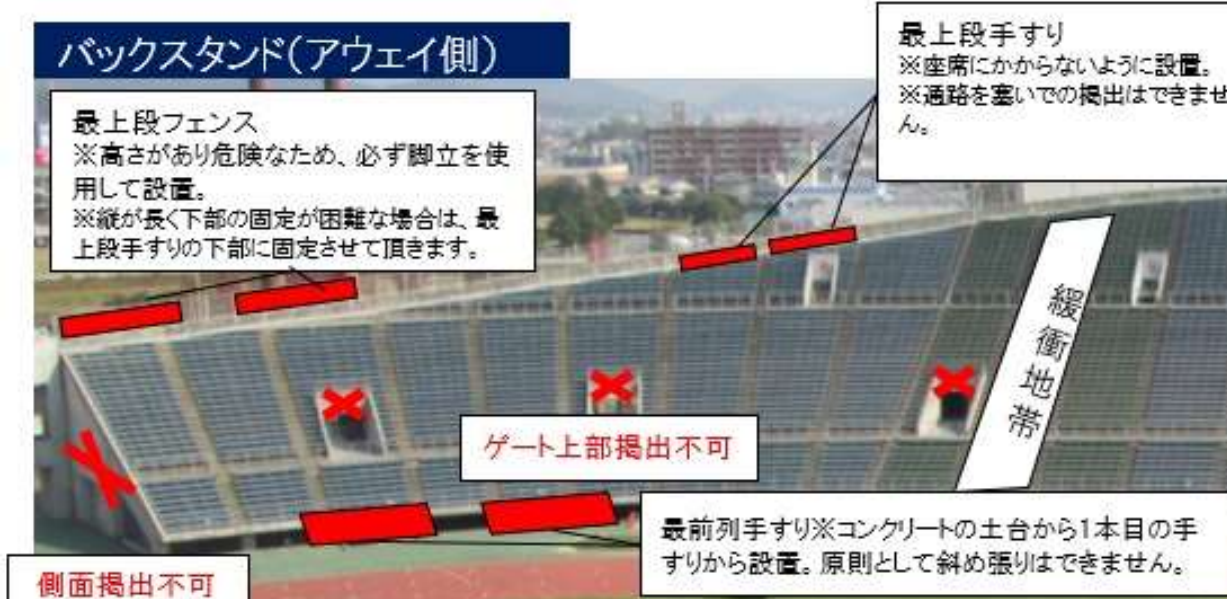 バックスタンド(アウェイ側)
最上段フェンス
※高さがあり危険なため、必ず脚立を使
用して設置。
※縦が長く下部の固定が困難な場合は、最
上段手すりの下部に固定させて頂きます。
最上段手すり
※座席にかからないように設置。
※通路を塞いでの掲出はできませ
ん。
緩衝地帯
ゲート上部掲出不可
最前列手すり※コンクリートの土台から1本目の手
すりから設置。原則として斜め張りはできません。
側面掲出不可